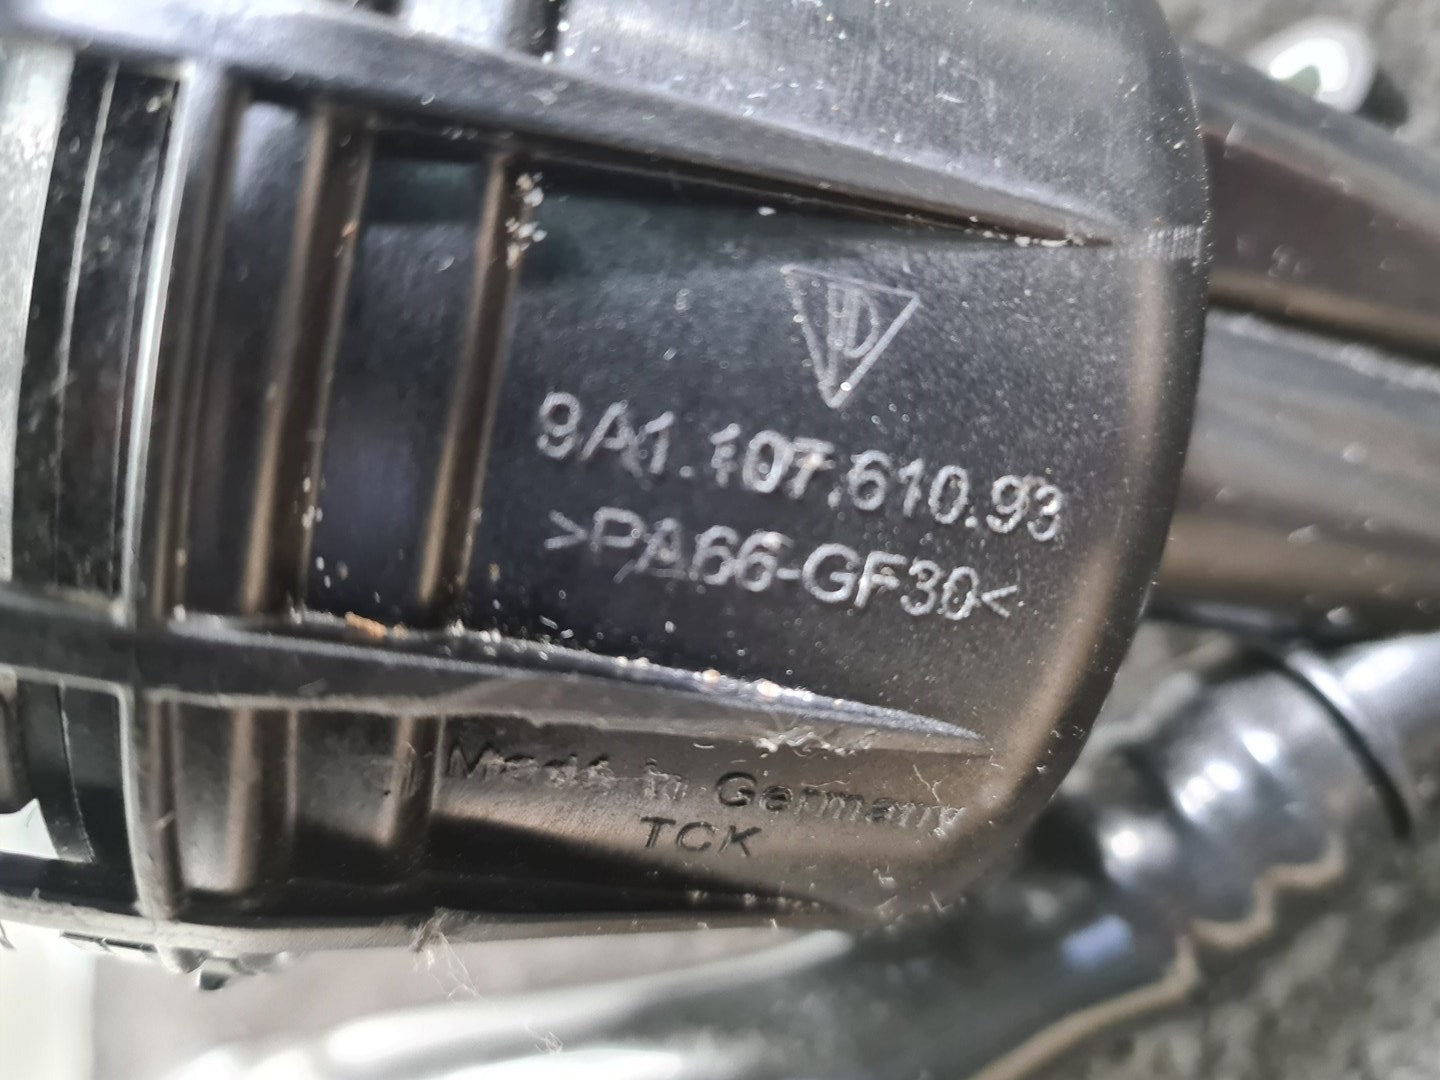 9A1.107.610.93
>PA66-GF30<
Made in Germany
TCK